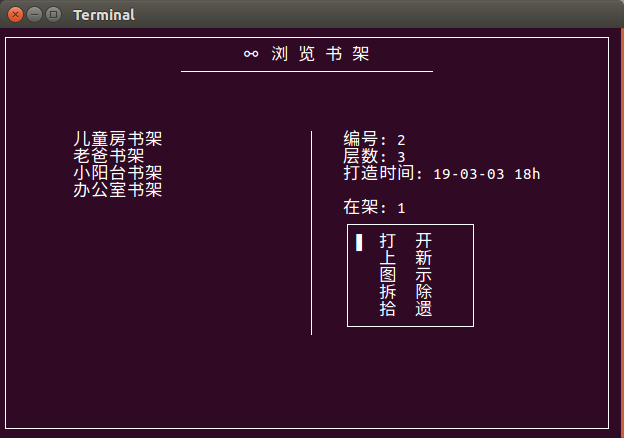 Terminal
⚯ 浏 览 书 架
儿童房书架
老爸书架
小阳台书架
办公室书架
编号: 2
层数: 3
打造时间: 19-03-03 18h
在架: 1
打 开
上 新
图 示
拆 除
拾 遗